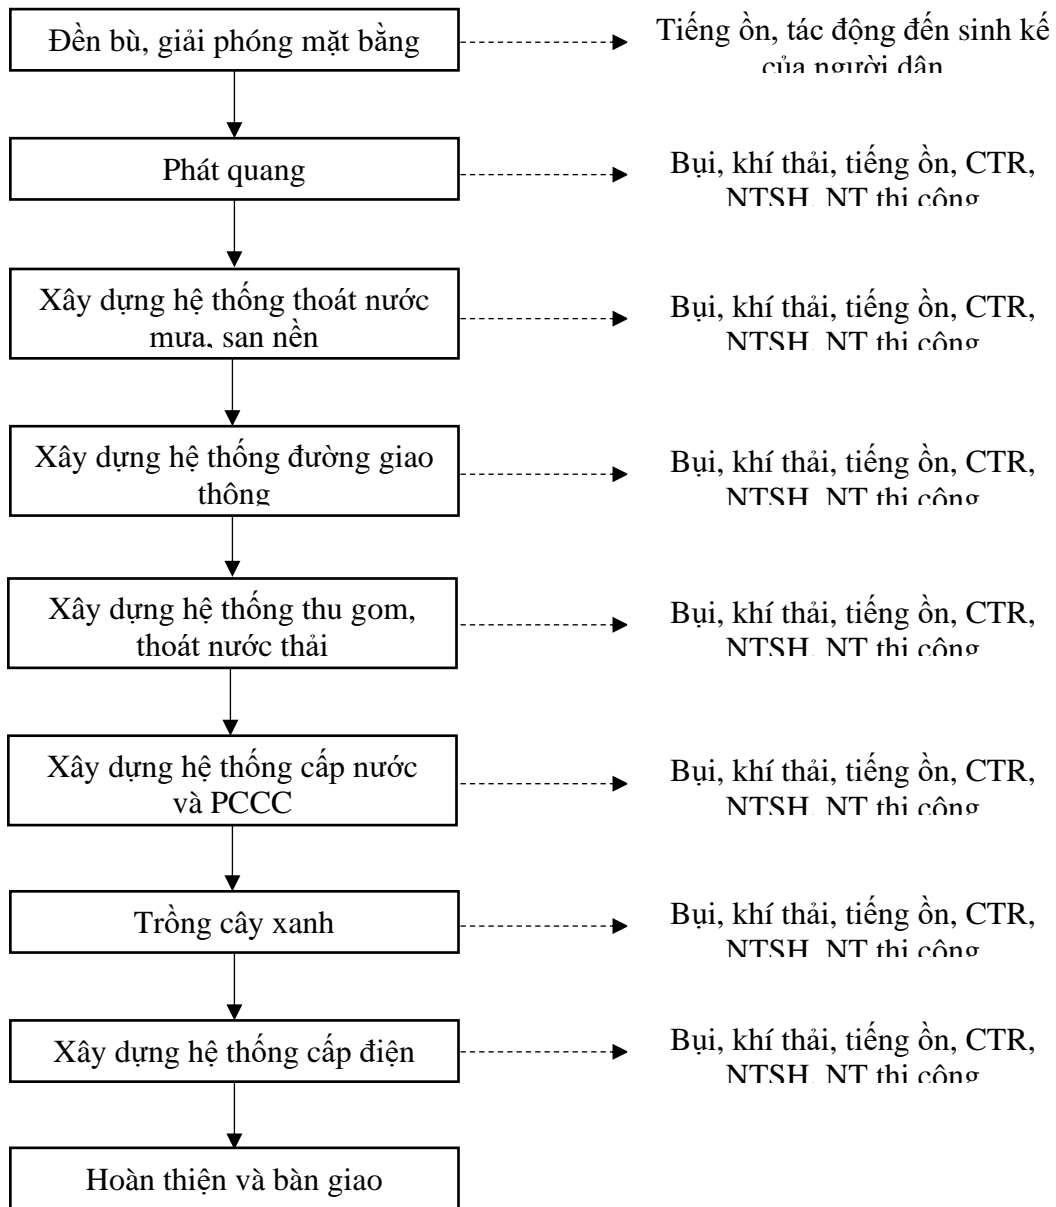 Đền bù, giải phóng mặt bằng
Tiếng ồn, tác động đến sinh kế
của người dân
Phát quang
Bụi, khí thải, tiếng ồn, CTR,
NTSH, NT thi công
Xây dựng hệ thống thoát nước
mưa, san nền
Bụi, khí thải, tiếng ồn, CTR,
NTSH, NT thi công
Xây dựng hệ thống đường giao
thông
Bụi, khí thải, tiếng ồn, CTR,
NTSH, NT thi công
Xây dựng hệ thống thu gom,
thoát nước thải
Bụi, khí thải, tiếng ồn, CTR,
NTSH, NT thi công
Xây dựng hệ thống cấp nước
và PCCC
Bụi, khí thải, tiếng ồn, CTR,
NTSH, NT thi công
Trồng cây xanh
Bụi, khí thải, tiếng ồn, CTR,
NTSH, NT thi công
Xây dựng hệ thống cấp điện
Bụi, khí thải, tiếng ồn, CTR,
NTSH, NT thi công
Hoàn thiện và bàn giao